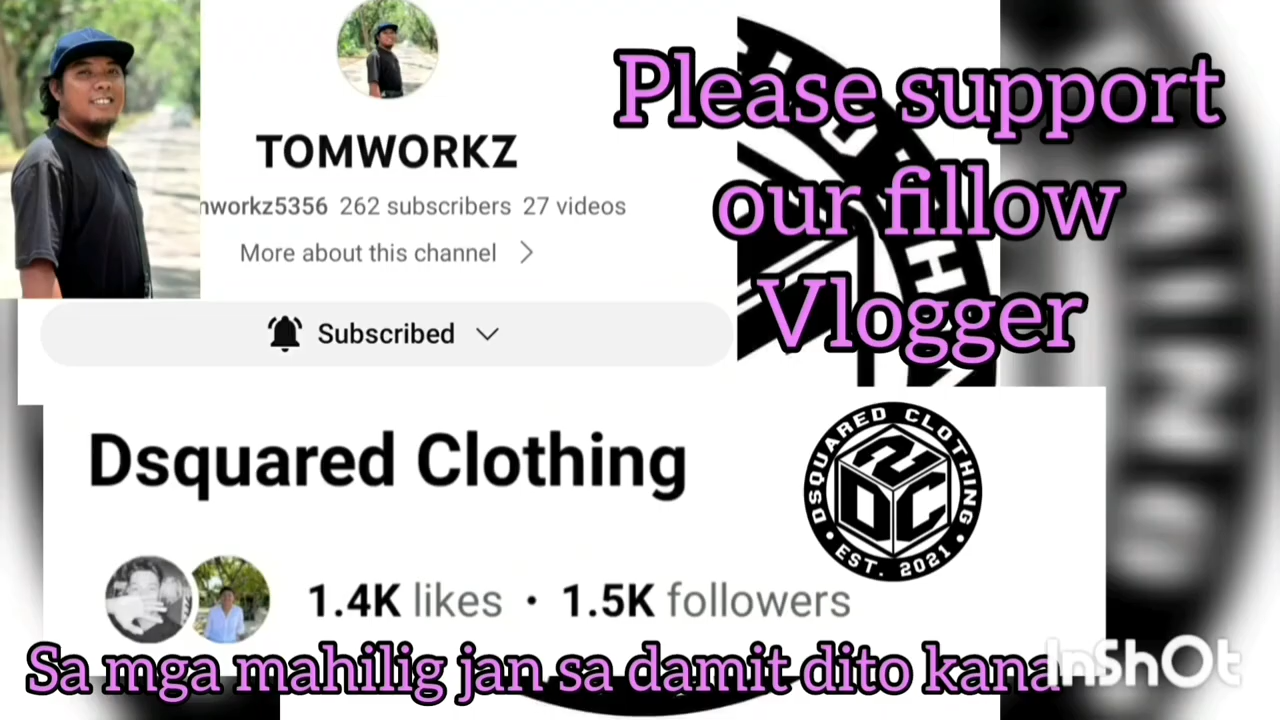 TOMWORKZ
nworkz5356 262 subscribers 27 videos
More about this channel
Subscribed
Please support
our fillow
Vlogger
Dsquared Clothing
DSQUARED CLOTHING
2
DC
EST. 2021
1.4K likes • 1.5K followers
Sa mga mahilig jan sa damit dito kana
InShOt